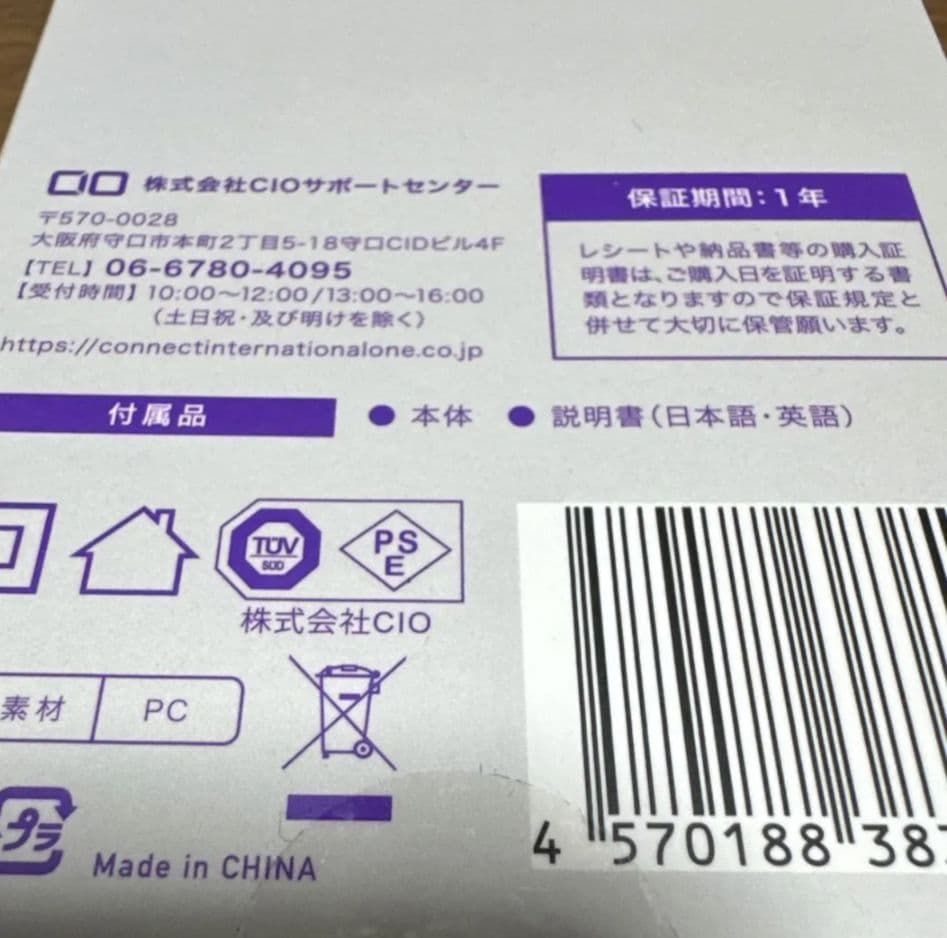 CIO 株式会社CIOサポートセンター
〒570-0028
大阪府守口市本町2丁目5-18守口CIDビル4F
【TEL】06-6780-4095
【受付時間】10:00～12:00/13:00～16:00
（土日祝・及び明けを除く）
https://connectinternationalone.co.jp
保証期間：1年
レシートや納品書等の購入証
明書は、ご購入日を証明する書
類となりますので保証規定と
併せて大切に保管願います。
付属品 ● 本体 ● 説明書（日本語・英語）
TÜV
SÜD
PS
E
株式会社CIO
素材 PC
プラ
Made in CHINA
4 570188 38